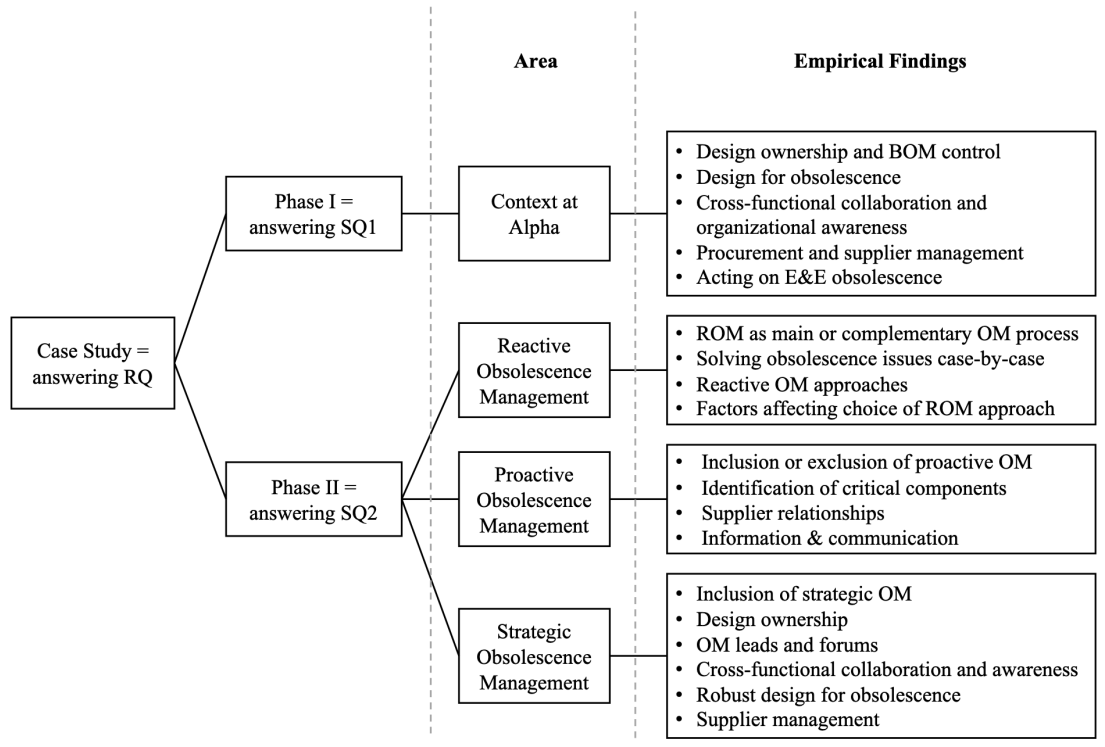 Area
Empirical Findings
Case Study =
answering RQ
Phase I =
answering SQ1
Context at
Alpha
• Design ownership and BOM control
• Design for obsolescence
• Cross-functional collaboration and
organizational awareness
• Procurement and supplier management
• Acting on E&E obsolescence
Phase II =
answering SQ2
Reactive
Obsolescence
Management
• ROM as main or complementary OM process
• Solving obsolescence issues case-by-case
• Reactive OM approaches
• Factors affecting choice of ROM approach
Proactive
Obsolescence
Management
• Inclusion or exclusion of proactive OM
• Identification of critical components
• Supplier relationships
• Information & communication
Strategic
Obsolescence
Management
• Inclusion of strategic OM
• Design ownership
• OM leads and forums
• Cross-functional collaboration and awareness
• Robust design for obsolescence
• Supplier management